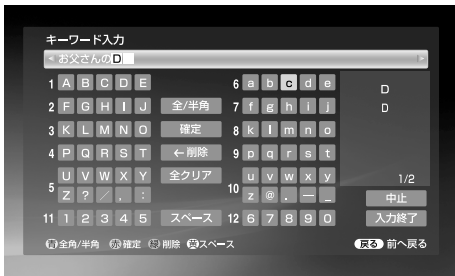 キーワード入力
お父さんのD
1 A B C D E 6 a b c d e
2 F G H I J 全/半角 7 f g h i j
3 K L M N O 確定 8 k l m n o
4 P Q R S T ←削除 9 p q r s t
5 U V W X Y 全クリア 10 u v w x y
Z ? / , : z @ . — _
11 1 2 3 4 5 スペース 12 6 7 8 9 0
D
D
1/2
中止
入力終了
青 全角/半角 赤 確定 緑 削除 黄 スペース 戻る 前へ戻る